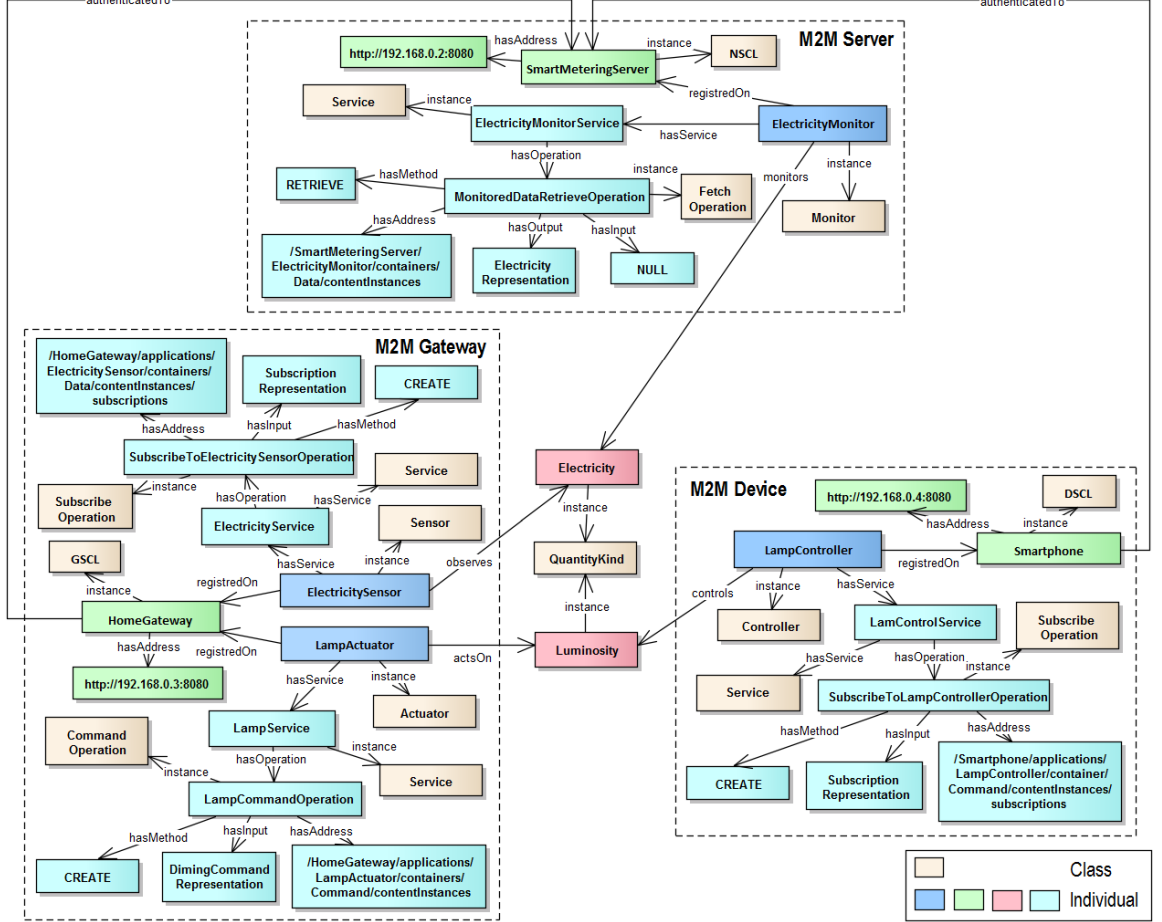 authenticatedTo
authenticatedTo
M2M Server
http://192.168.0.2:8080
hasAddress
SmartMeteringServer
instance
NSCL
registredOn
Service
instance
ElectricityMonitorService
hasService
ElectricityMonitor
hasOperation
instance
monitors
instance
RETRIEVE
hasMethod
MonitoredDataRetrieveOperation
Fetch
Operation
Monitor
hasAddress
hasOutput
hasInput
/SmartMeteringServer/
ElectricityMonitor/containers/
Data/contentInstances
Electricity
Representation
NULL
M2M Gateway
/HomeGateway/applications/
ElectricitySensor/containers/
Data/contentInstances/
subscriptions
Subscription
Representation
CREATE
hasAddress
hasInput
hasMethod
SubscribeToElectricitySensorOperation
Service
instance
hasOperation
hasService
Subscribe
Operation
ElectricityService
Sensor
GSCL
hasService
instance
observes
instance
registredOn
ElectricitySensor
HomeGateway
hasAddress
registredOn
LampActuator
actsOn
http://192.168.0.3:8080
hasService
instance
Actuator
Command
Operation
LampService
instance
hasOperation
instance
Service
LampCommandOperation
hasMethod
hasInput
hasAddress
CREATE
DimingCommand
Representation
/HomeGateway/applications/
LampActuator/containers/
Command/contentInstances
Electricity
instance
QuantityKind
instance
Luminosity
M2M Device
http://192.168.0.4:8080
DSCL
hasAddress
instance
LampController
registredOn
Smartphone
controls
instance
hasService
Controller
LamControlService
Subscribe
Operation
hasService
hasOperation
instance
Service
SubscribeToLampControllerOperation
hasMethod
hasInput
hasAddress
CREATE
Subscription
Representation
/Smartphone/applications/
LampController/container/
Command/contentInstances/
subscriptions
Class
Individual